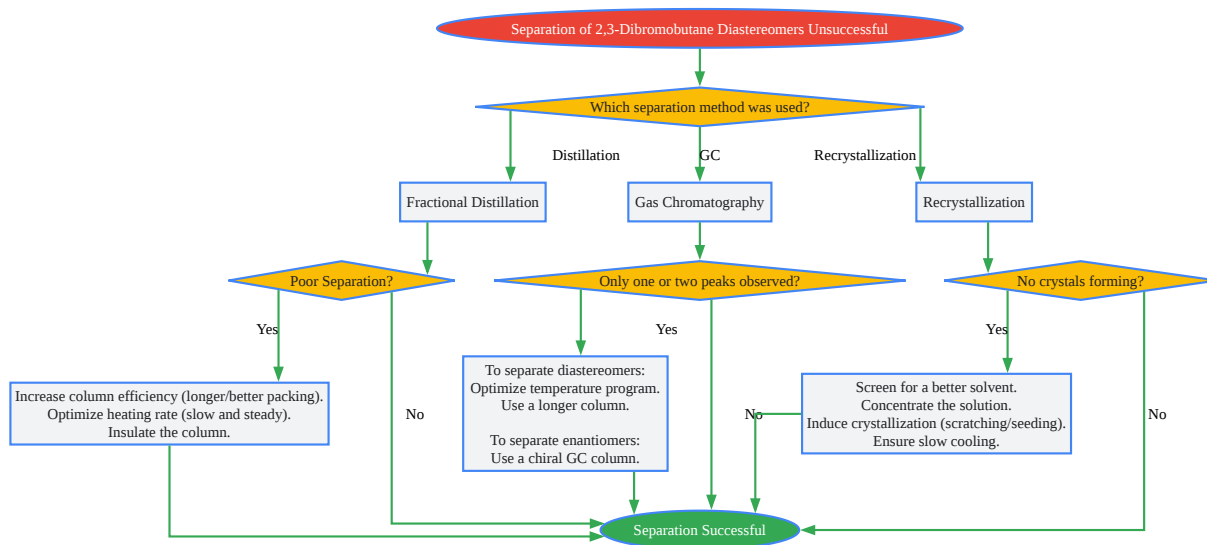 Separation of 2,3-Dibromobutane Diastereomers Unsuccessful
Which separation method was used?
Distillation
GC
Recrystallization
Fractional Distillation
Gas Chromatography
Recrystallization
Poor Separation?
Only one or two peaks observed?
No crystals forming?
Yes
Yes
Yes
To separate diastereomers:
Optimize temperature program.
Use a longer column.
To separate enantiomers:
Use a chiral GC column.
Increase column efficiency (longer/better packing).
Optimize heating rate (slow and steady).
Insulate the column.
Screen for a better solvent.
Concentrate the solution.
Induce crystallization (scratching/seeding).
Ensure slow cooling.
No
No
No
Separation Successful